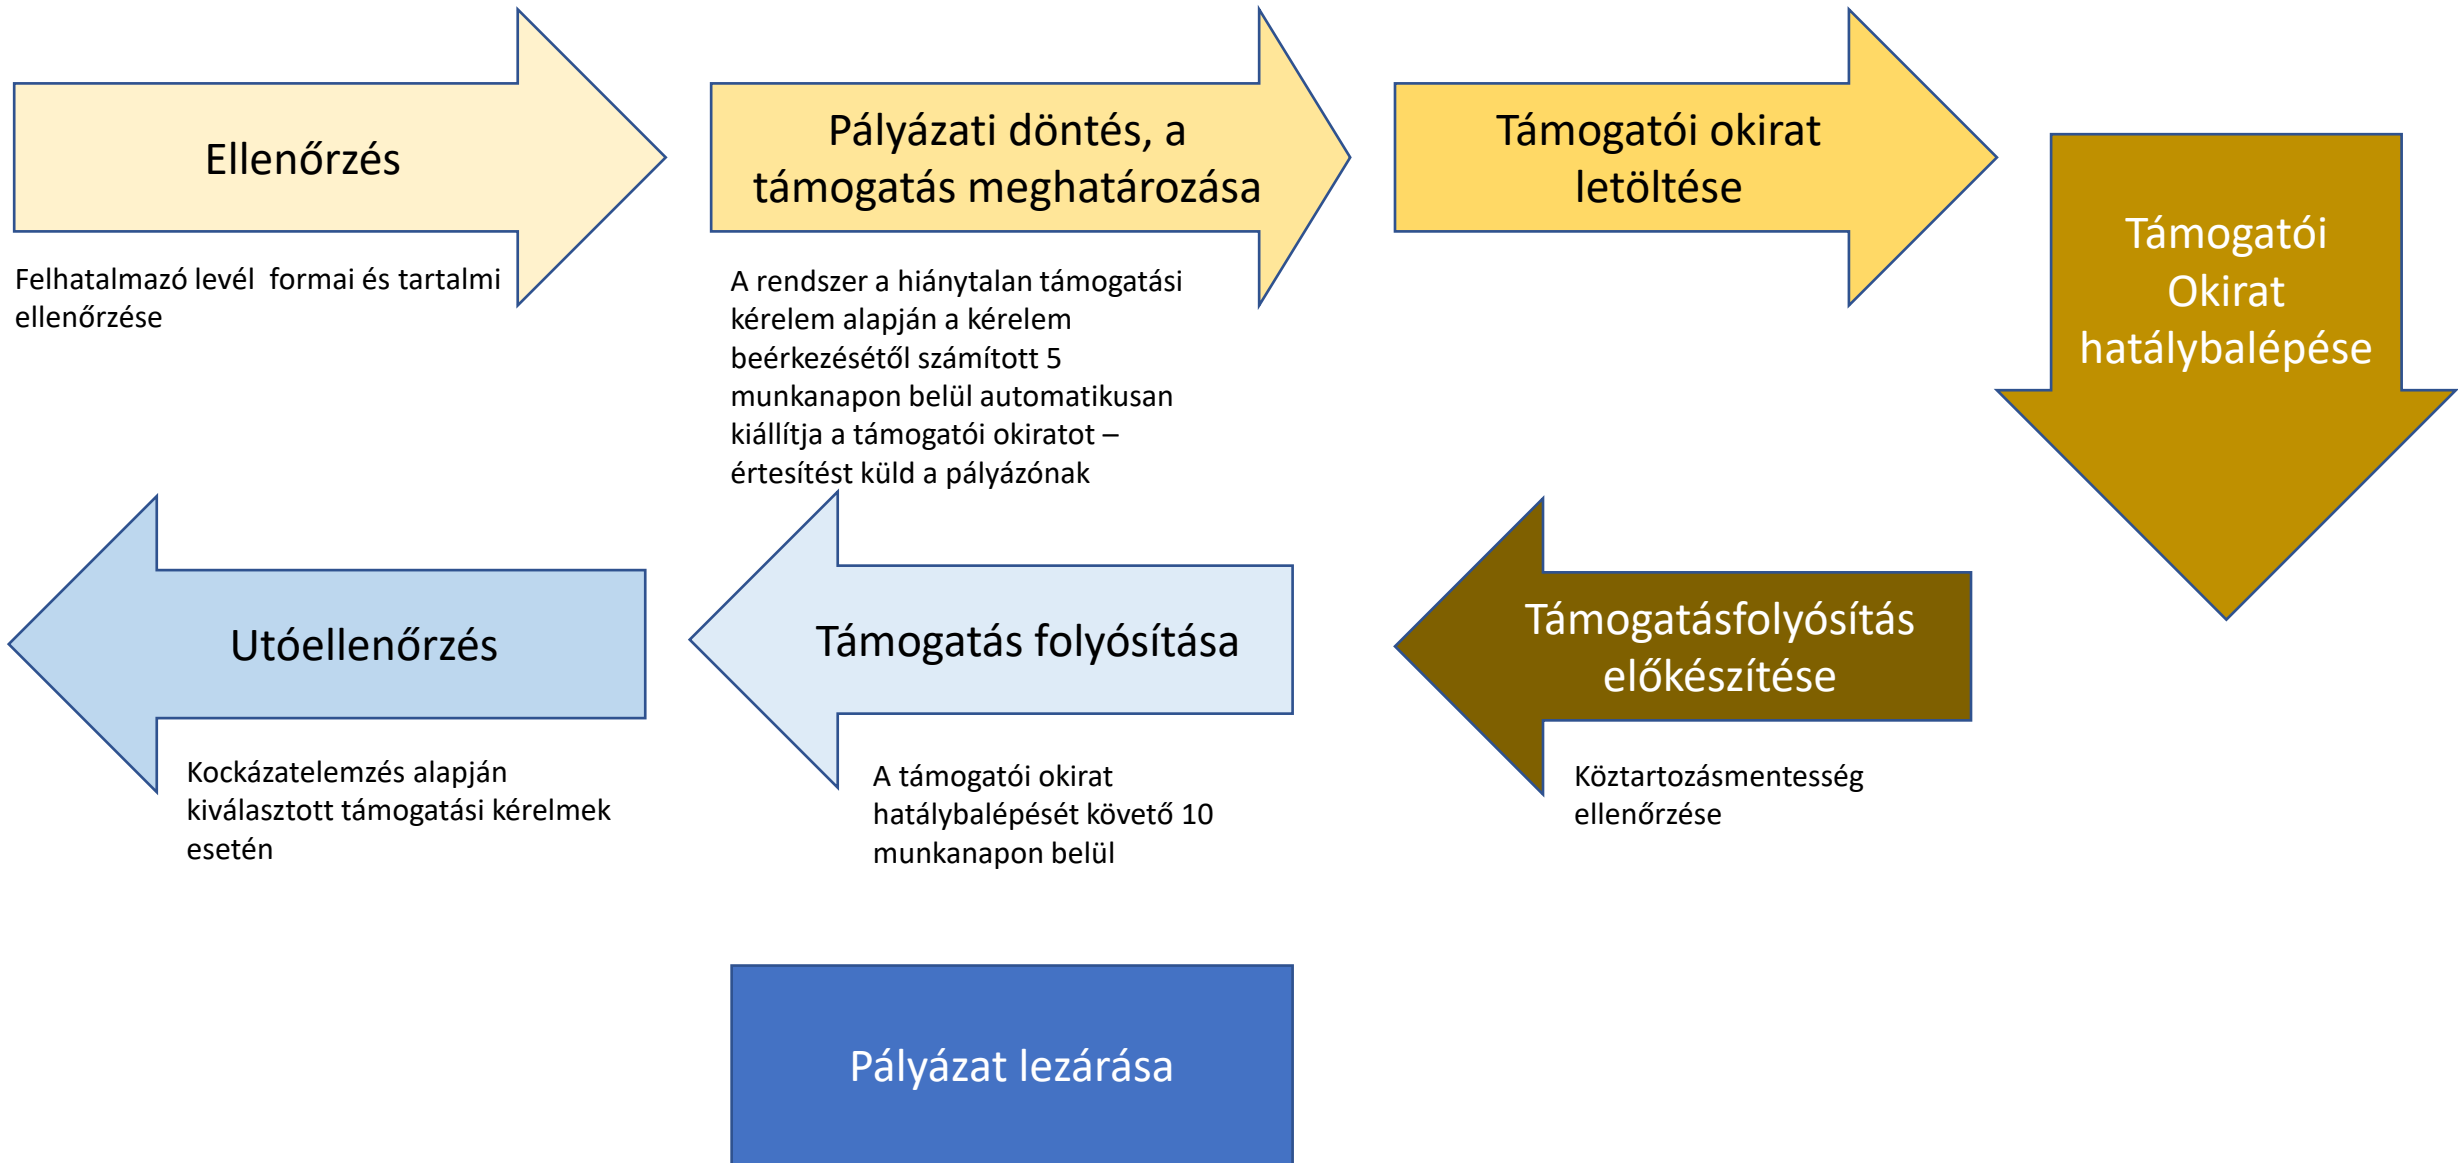 Ellenőrzés
Felhatalmazó levél  formai és tartalmi
ellenőrzése
Pályázati döntés, a
támogatás meghatározása
A rendszer a hiánytalan támogatási
kérelem alapján a kérelem
beérkezésétől számított 5
munkanapon belül automatikusan
kiállítja a támogatói okiratot –
értesítést küld a pályázónak
Támogatói okirat
letöltése
Támogatói
Okirat
hatálybalépése
Támogatásfolyósítás
előkészítése
Köztartozásmentesség
ellenőrzése
Támogatás folyósítása
A támogatói okirat
hatálybalépését követő 10
munkanapon belül
Utóellenőrzés
Kockázatelemzés alapján
kiválasztott támogatási kérelmek
esetén
Pályázat lezárása